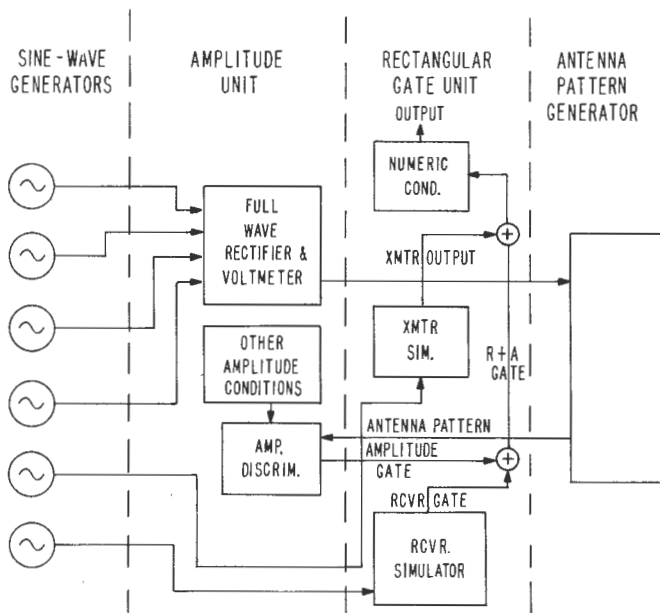 SINE-WAVE
GENERATORS
AMPLITUDE
UNIT
RECTANGULAR
GATE UNIT
ANTENNA
PATTERN
GENERATOR
OUTPUT
NUMERIC
COND.
FULL
WAVE
RECTIFIER &
VOLTMETER
XMTR OUTPUT
XMTR
SIM.
R+A
GATE
OTHER
AMPLITUDE
CONDITIONS
ANTENNA PATTERN
AMP.
DISCRIM.
AMPLITUDE
GATE
RCVR GATE
RCVR.
SIMULATOR